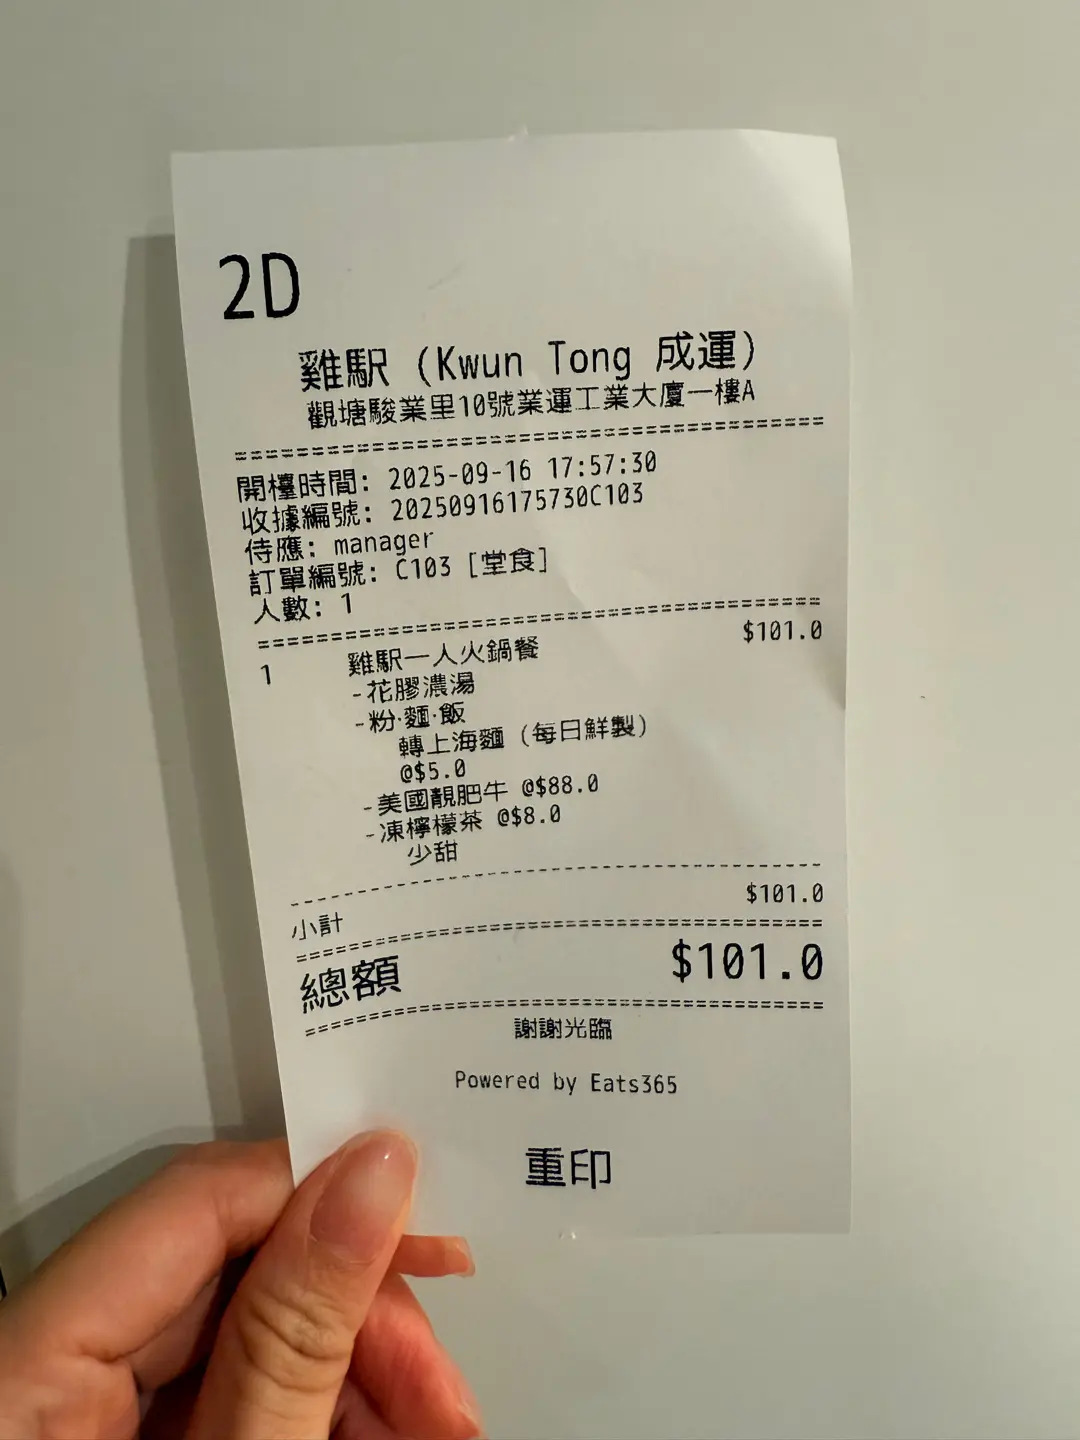 2D
雞駅 (Kwun Tong 成運)
觀塘駿業里10號業運工業大廈一樓A
開檯時間: 2025-09-16 17:57:30
收據編號: 20250916175730C103
侍應: manager
訂單編號: C103 [堂食]
人數: 1
1 雞駅一人火鍋餐 $101.0
-花膠濃湯
-粉·麵·飯
轉上海麵 (每日鮮製)
@$5.0
-美國靚肥牛 @$88.0
-凍檸檬茶 @$8.0
少甜
小計 $101.0
總額 $101.0
謝謝光臨
Powered by Eats365
重印